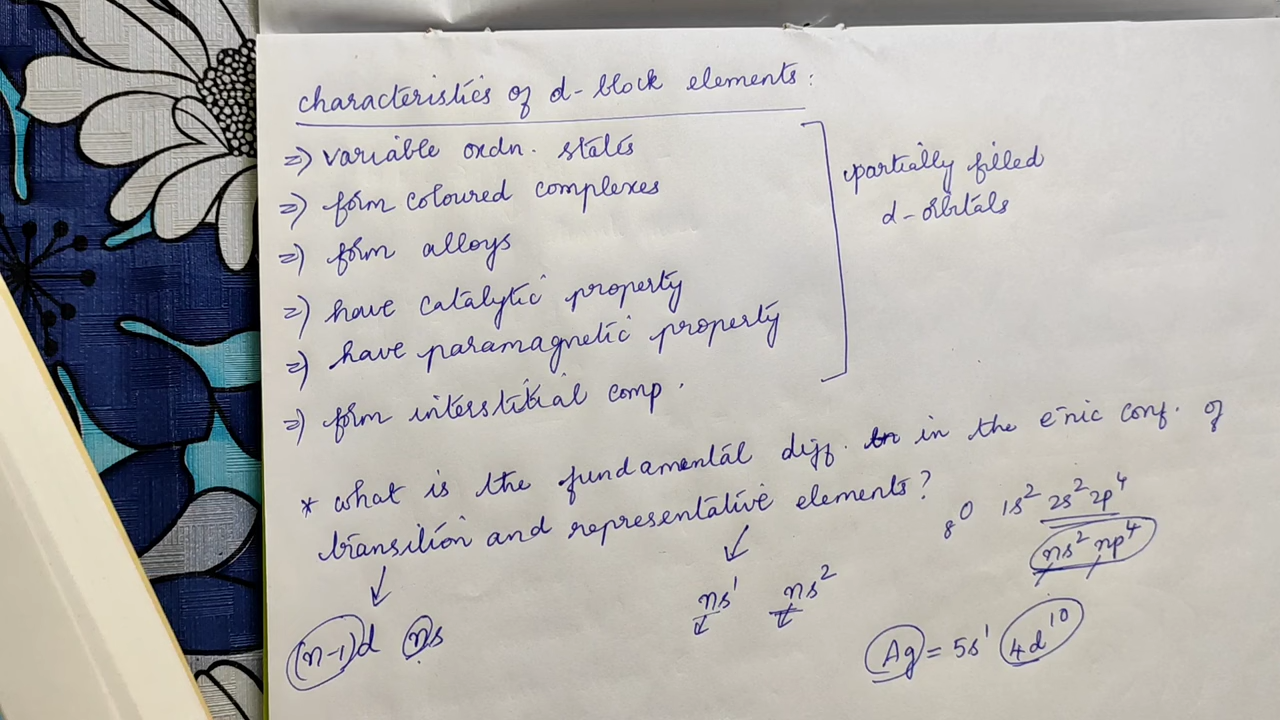 characteristics of d-block elements:
=) variable oxdn. states
=) form coloured complexes
=) form alloys
=) have catalytic property
=) have paramagnetic property
=) form interstitial comp.
partially filled
d-orbitals
* what is the fundamental diff. in the e⁻nic conf. of
transition and representative elements?
(n-1)d ns
ns¹ ns²
₈O 1s² 2s² 2p⁴
ns² np⁴
Ag = 5s¹ 4d¹⁰